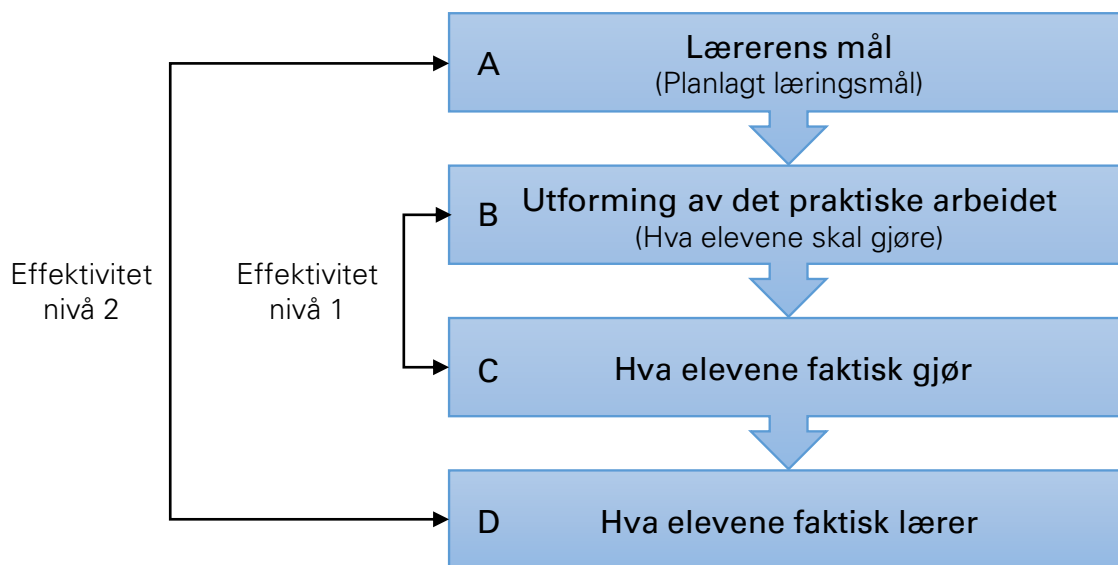 A
Lærerens mål
(Planlagt læringsmål)
B
Utforming av det praktiske arbeidet
(Hva elevene skal gjøre)
Effektivitet
nivå 2
Effektivitet
nivå 1
C
Hva elevene faktisk gjør
D
Hva elevene faktisk lærer